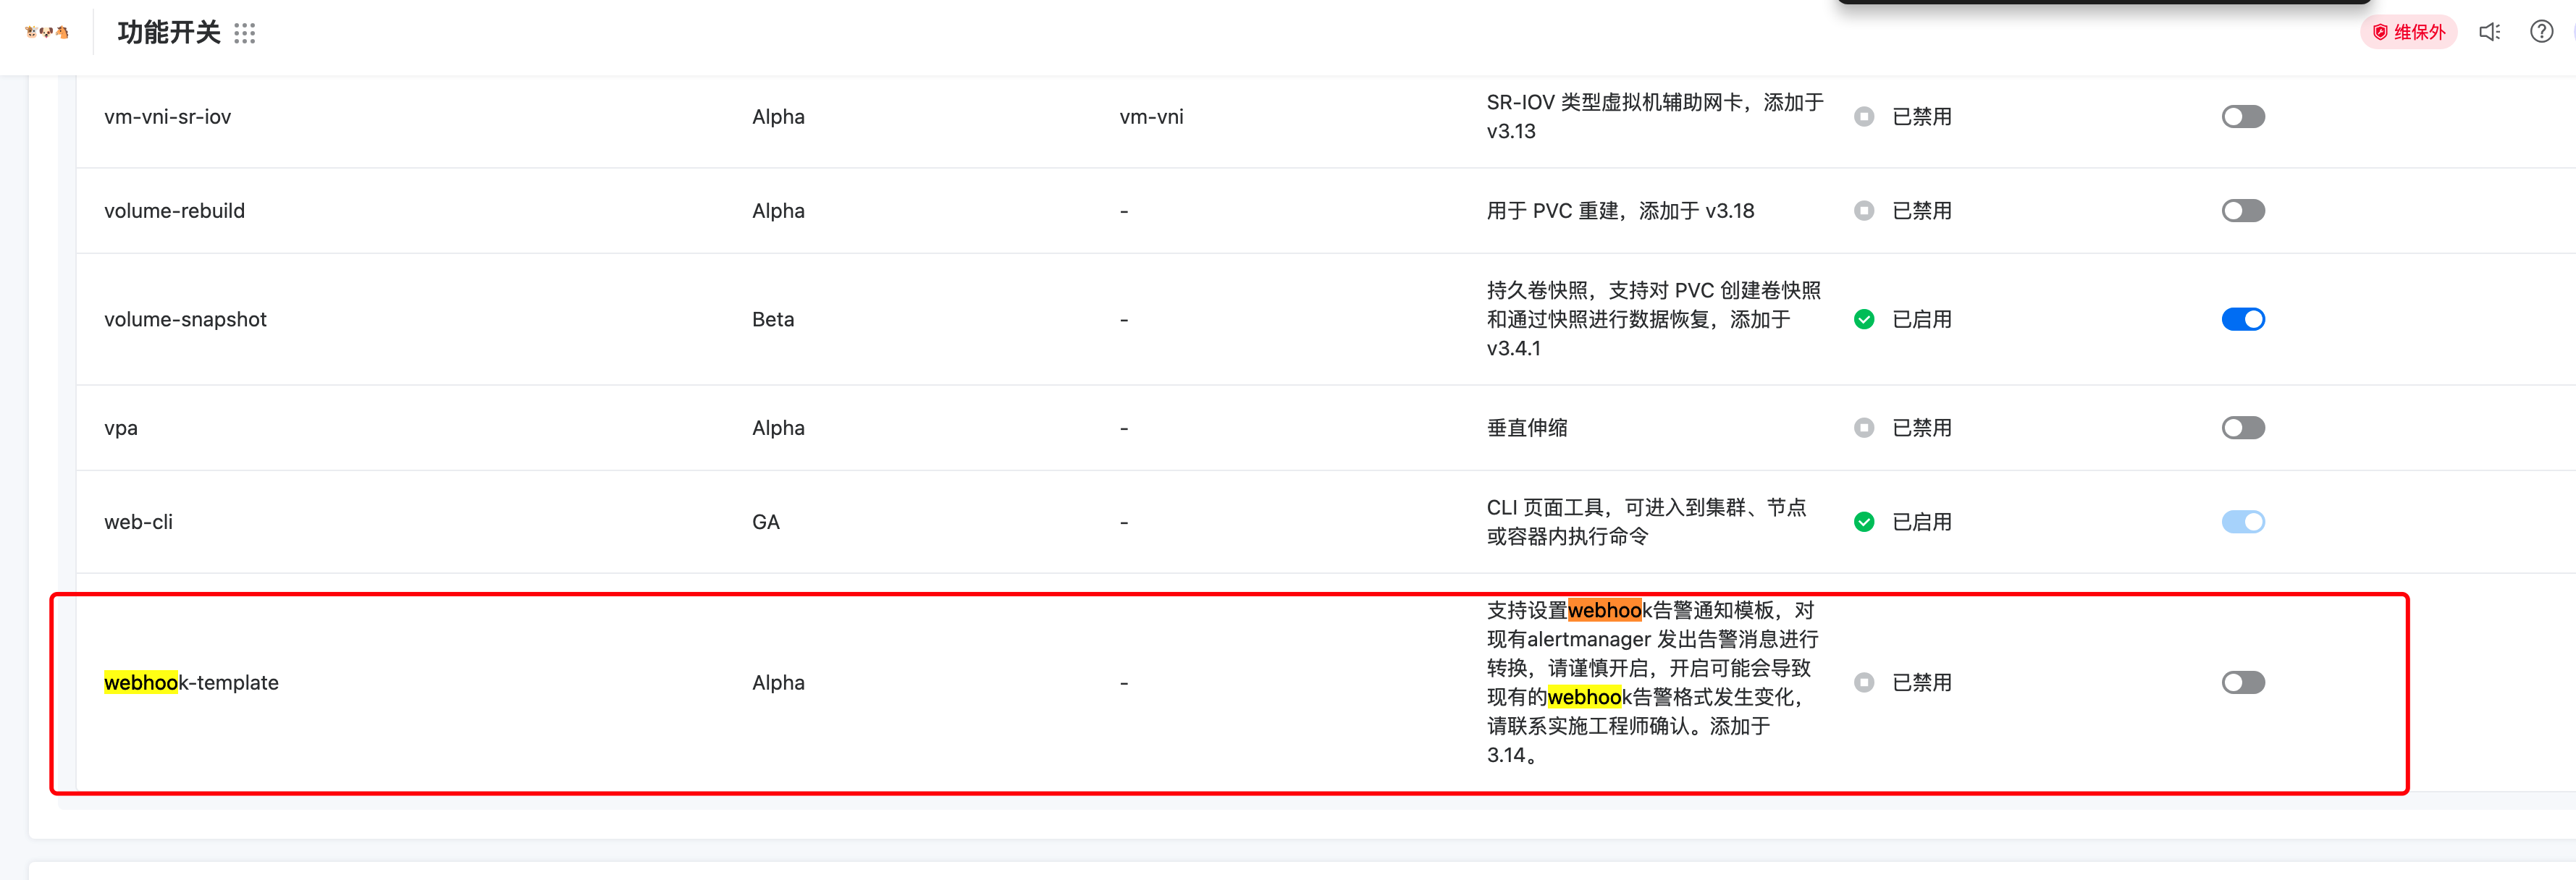 功能开关
维保外
vm-vni-sr-iov
Alpha
vm-vni
SR-IOV 类型虚拟机辅助网卡，添加于
v3.13
已禁用
volume-rebuild
Alpha
-
用于 PVC 重建，添加于 v3.18
已禁用
volume-snapshot
Beta
-
持久卷快照，支持对 PVC 创建卷快照
和通过快照进行数据恢复，添加于
v3.4.1
已启用
vpa
Alpha
-
垂直伸缩
已禁用
web-cli
GA
-
CLI 页面工具，可进入到集群、节点
或容器内执行命令
已启用
webhook-template
Alpha
-
支持设置webhook告警通知模板，对
现有alertmanager 发出告警消息进行
转换，请谨慎开启，开启可能会导致
现有的webhook告警格式发生变化，
请联系实施工程师确认。添加于
3.14。
已禁用